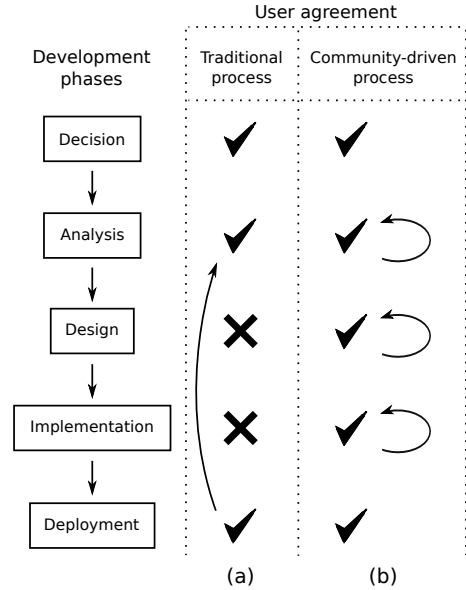 User agreement
Development
phases
Traditional
process
Community-driven
process
Decision
Analysis
Design
Implementation
Deployment
(a)
(b)